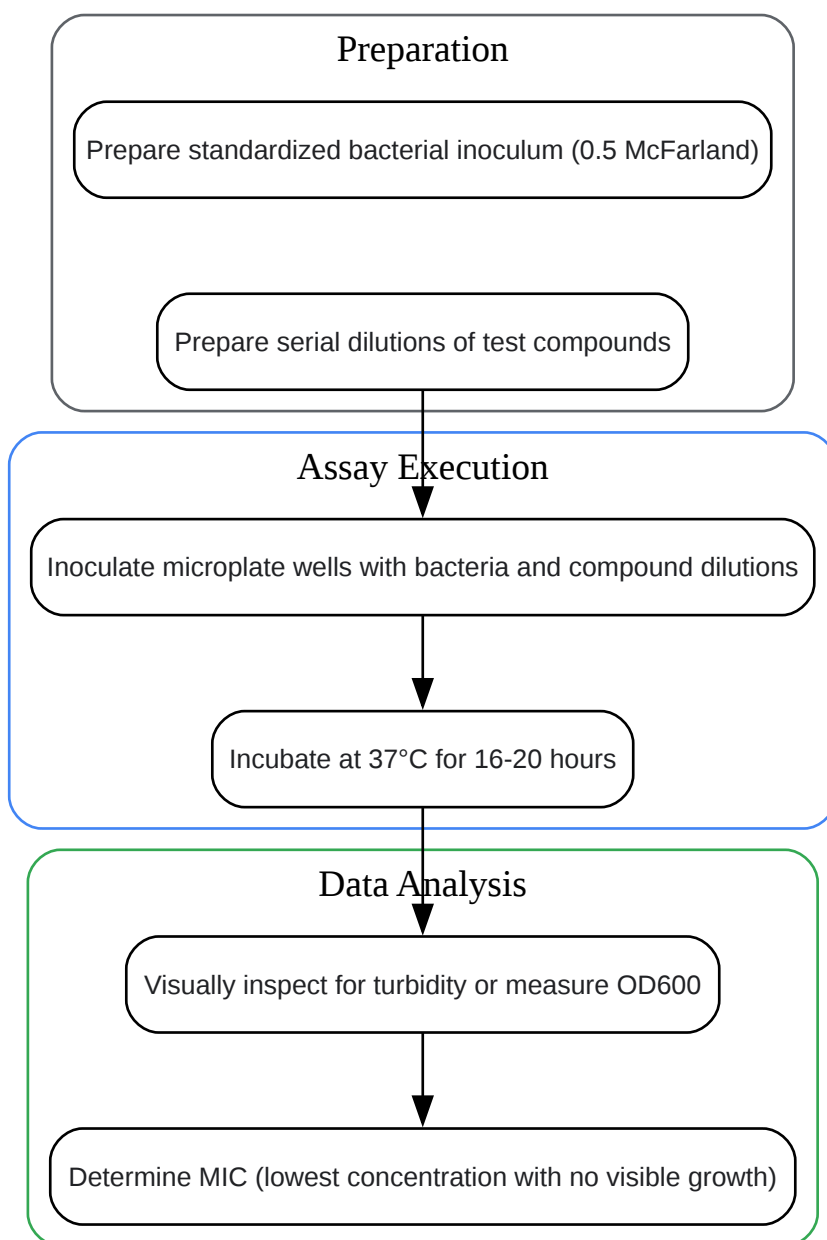 Preparation
Prepare standardized bacterial inoculum (0.5 McFarland)
Prepare serial dilutions of test compounds
Assay Execution
Inoculate microplate wells with bacteria and compound dilutions
Incubate at 37°C for 16-20 hours
Data Analysis
Visually inspect for turbidity or measure OD600
Determine MIC (lowest concentration with no visible growth)